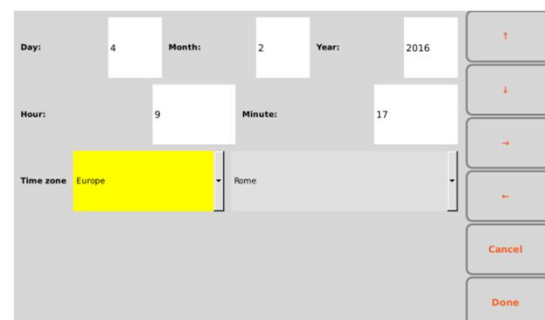 Day: 4 Month: 2 Year: 2016
↑
↓
Hour: 9 Minute: 17
→
Time zone Europe Rome
←
Cancel
Done